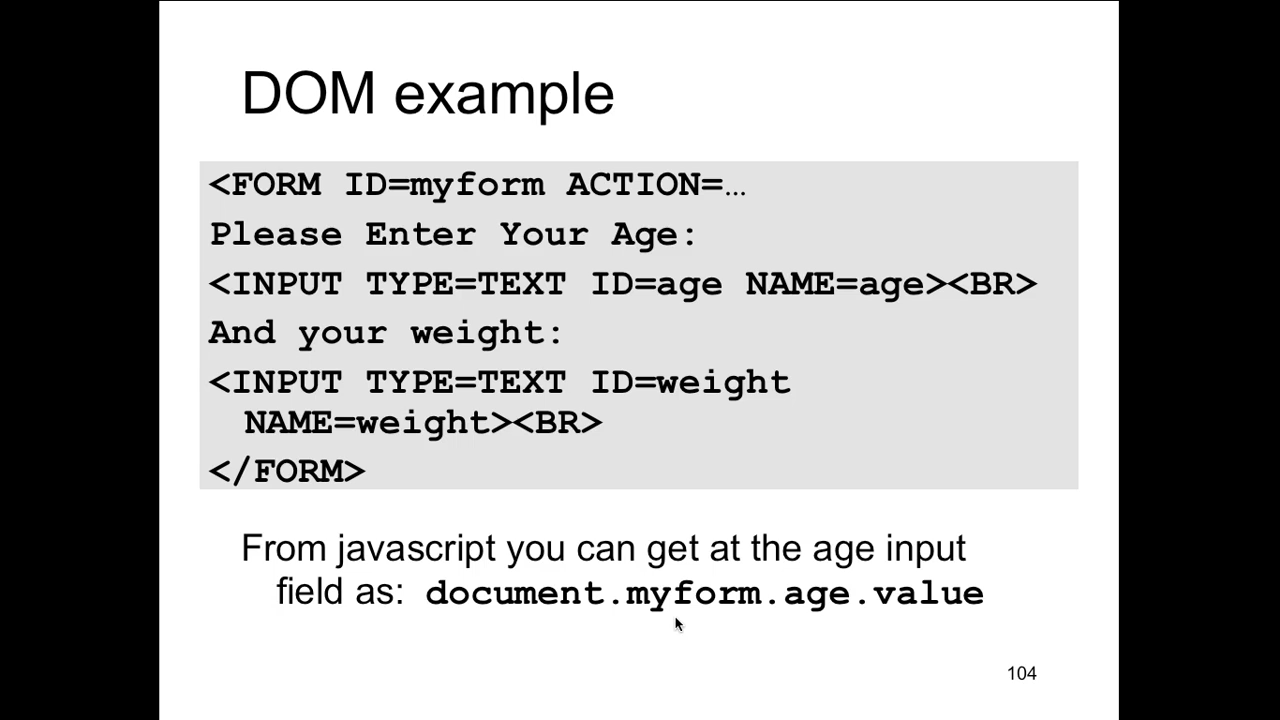 DOM example
<FORM ID=myform ACTION=…
Please Enter Your Age:
<INPUT TYPE=TEXT ID=age NAME=age><BR>
And your weight:
<INPUT TYPE=TEXT ID=weight
NAME=weight><BR>
</FORM>
From javascript you can get at the age input
field as: document.myform.age.value
104